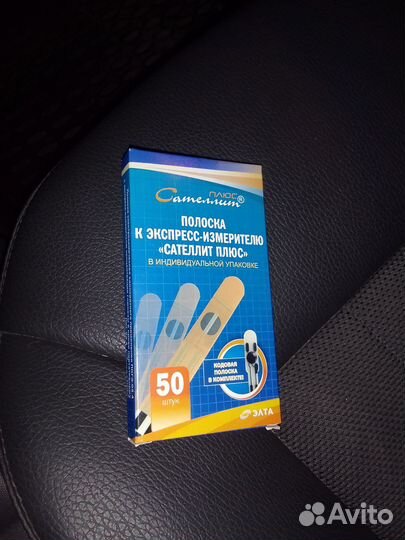 ПЛЮС
Сателлит®
ПОЛОСКА
К ЭКСПРЕСС-ИЗМЕРИТЕЛЮ
«САТЕЛЛИТ ПЛЮС»
В ИНДИВИДУАЛЬНОЙ УПАКОВКЕ
КОДОВАЯ
ПОЛОСКА
В КОМПЛЕКТЕ!
50
штук
ЭЛТА
Avito